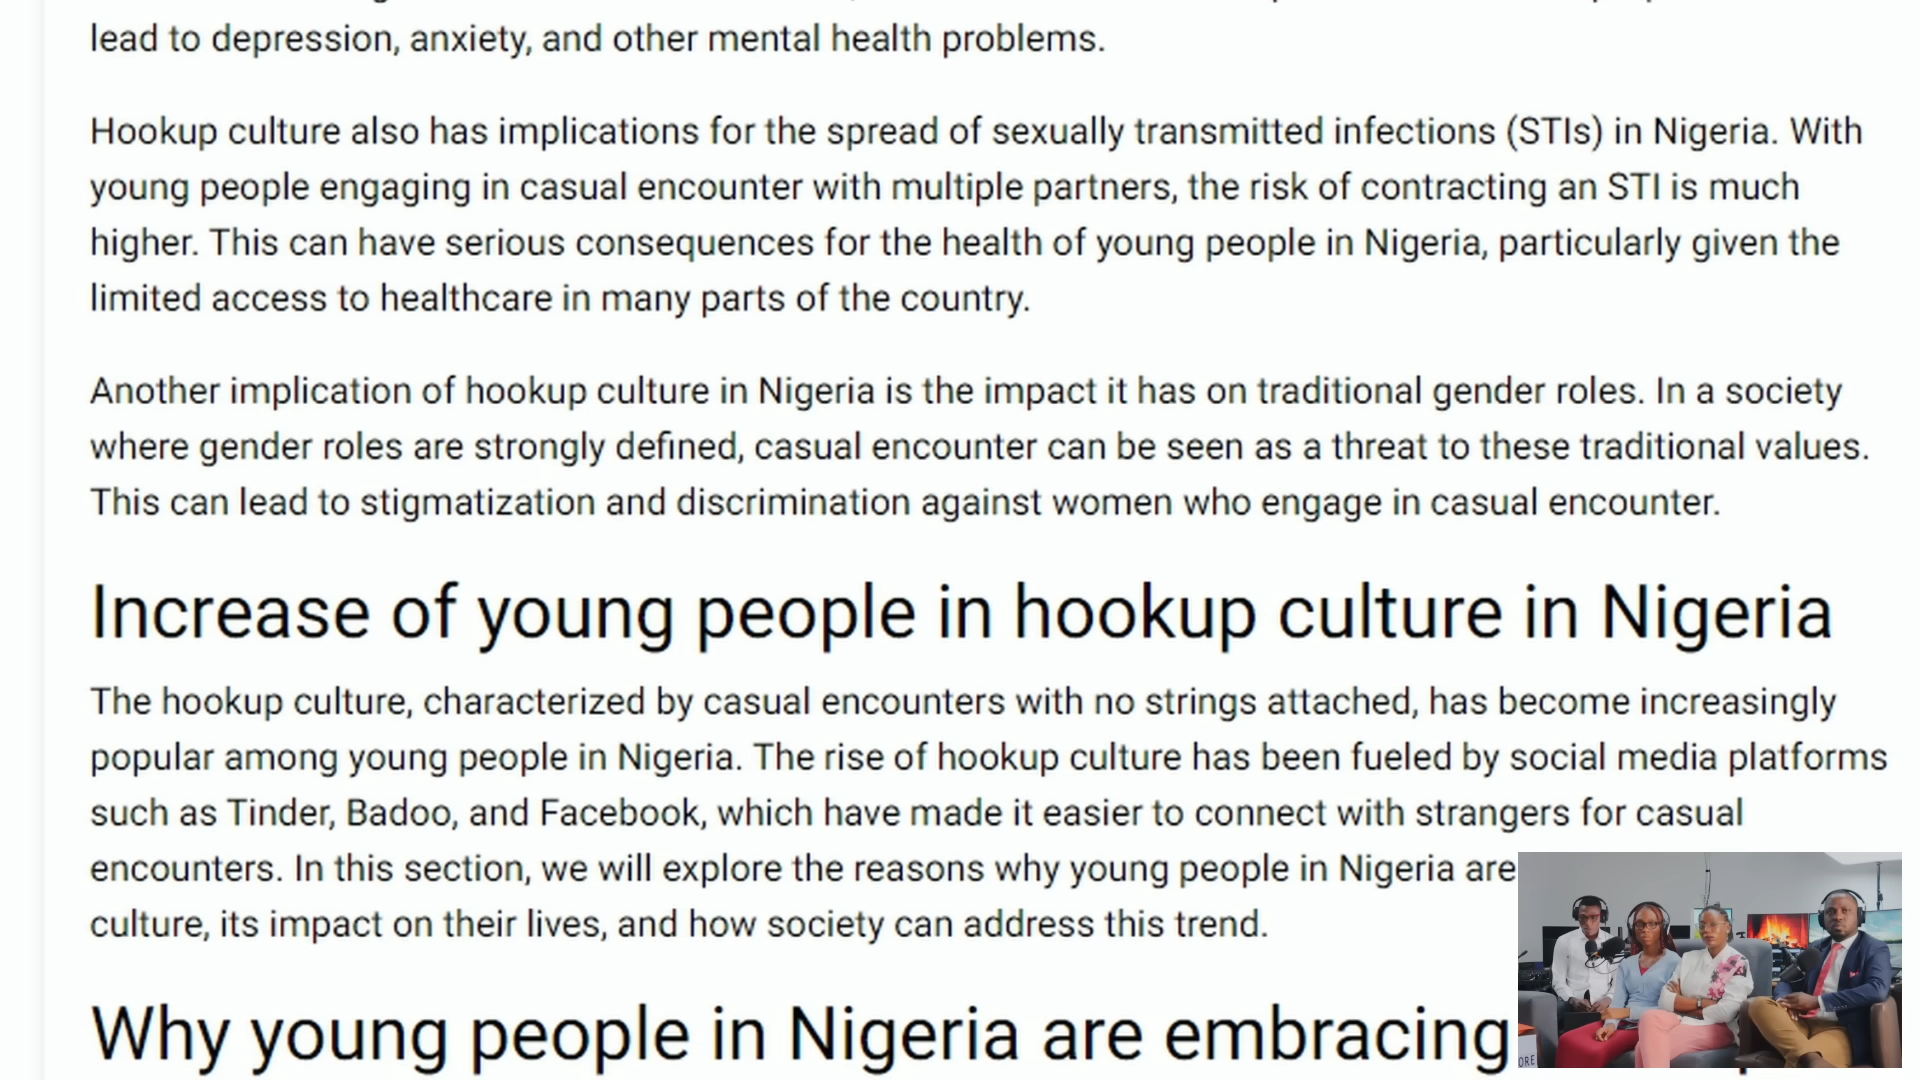 lead to depression, anxiety, and other mental health problems.
Hookup culture also has implications for the spread of sexually transmitted infections (STIs) in Nigeria. With
young people engaging in casual encounter with multiple partners, the risk of contracting an STI is much
higher. This can have serious consequences for the health of young people in Nigeria, particularly given the
limited access to healthcare in many parts of the country.
Another implication of hookup culture in Nigeria is the impact it has on traditional gender roles. In a society
where gender roles are strongly defined, casual encounter can be seen as a threat to these traditional values.
This can lead to stigmatization and discrimination against women who engage in casual encounter.
Increase of young people in hookup culture in Nigeria
The hookup culture, characterized by casual encounters with no strings attached, has become increasingly
popular among young people in Nigeria. The rise of hookup culture has been fueled by social media platforms
such as Tinder, Badoo, and Facebook, which have made it easier to connect with strangers for casual
encounters. In this section, we will explore the reasons why young people in Nigeria are
culture, its impact on their lives, and how society can address this trend.
Why young people in Nigeria are embracing
ORE